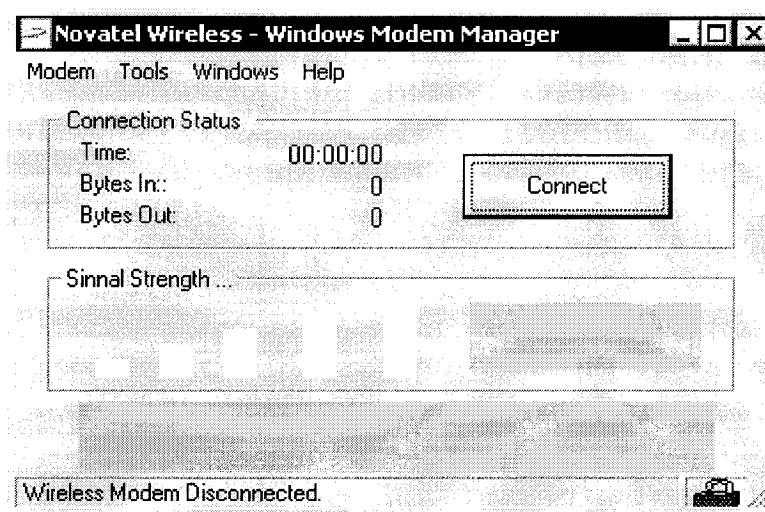 Novatel Wireless - Windows Modem Manager
Modem Tools Windows Help
Connection Status
Time: 00:00:00
Bytes In:: 0
Connect
Bytes Out: 0
Sinnal Strength ...
Wireless Modem Disconnected.